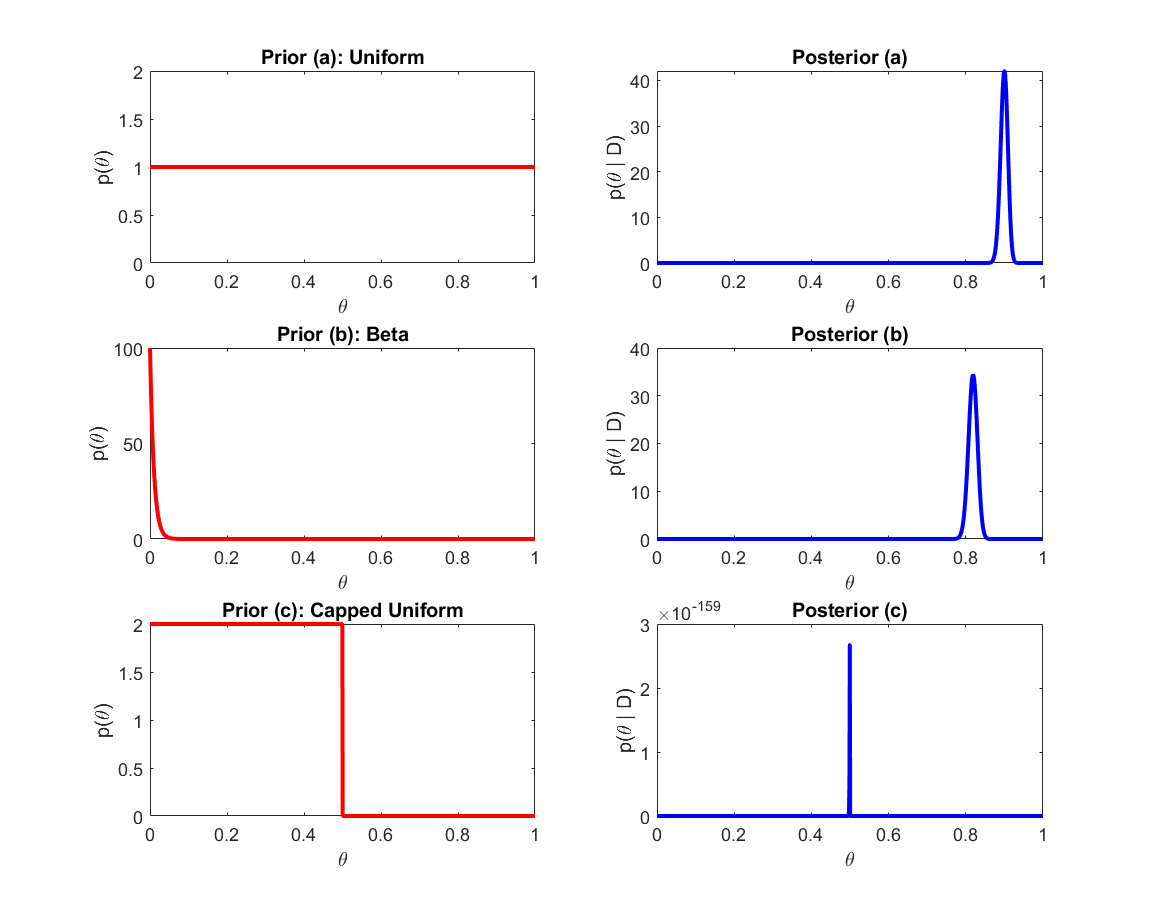 Prior (a): Uniform
2
1.5
1
0.5
0
p(θ)
0 0.2 0.4 0.6 0.8 1
θ
Posterior (a)
40
30
20
10
0
p(θ | D)
0 0.2 0.4 0.6 0.8 1
θ
Prior (b): Beta
100
50
0
p(θ)
0 0.2 0.4 0.6 0.8 1
θ
Posterior (b)
40
30
20
10
0
p(θ | D)
0 0.2 0.4 0.6 0.8 1
θ
Prior (c): Capped Uniform
2
1.5
1
0.5
0
p(θ)
0 0.2 0.4 0.6 0.8 1
θ
×10^-159
Posterior (c)
3
2
1
0
p(θ | D)
0 0.2 0.4 0.6 0.8 1
θ